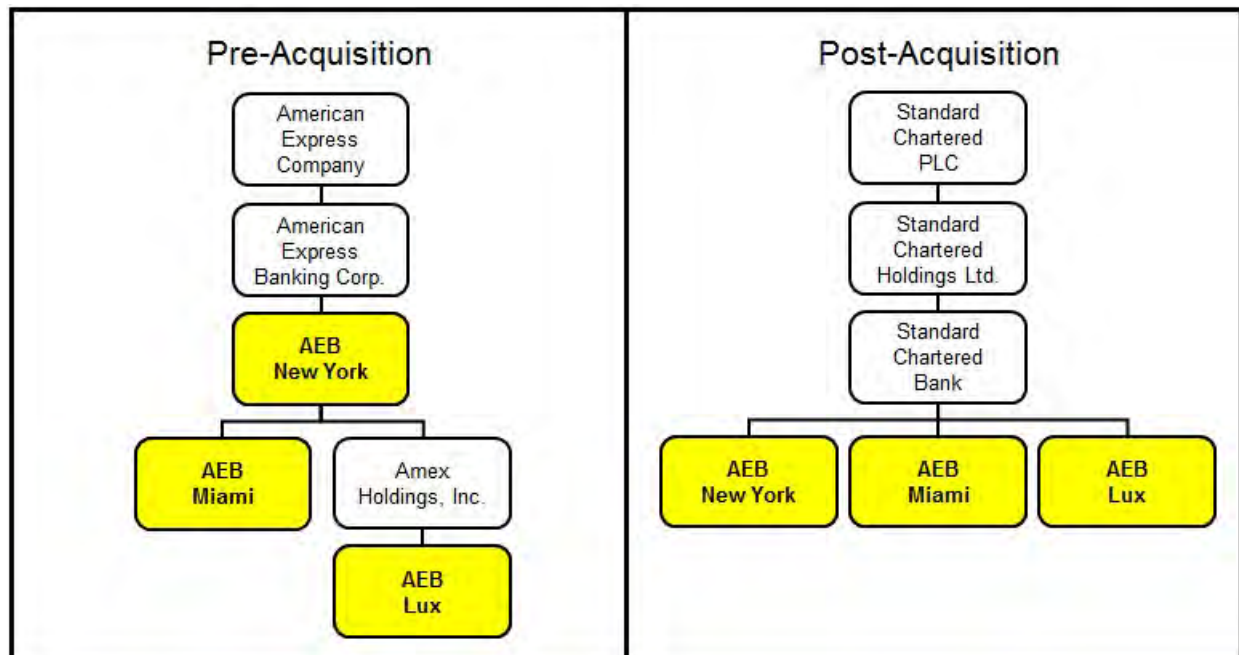 Pre-Acquisition
American
Express
Company
American
Express
Banking Corp.
AEB
New York
AEB
Miami
Amex
Holdings, Inc.
AEB
Lux
Post-Acquisition
Standard
Chartered
PLC
Standard
Chartered
Holdings Ltd.
Standard
Chartered
Bank
AEB
New York
AEB
Miami
AEB
Lux